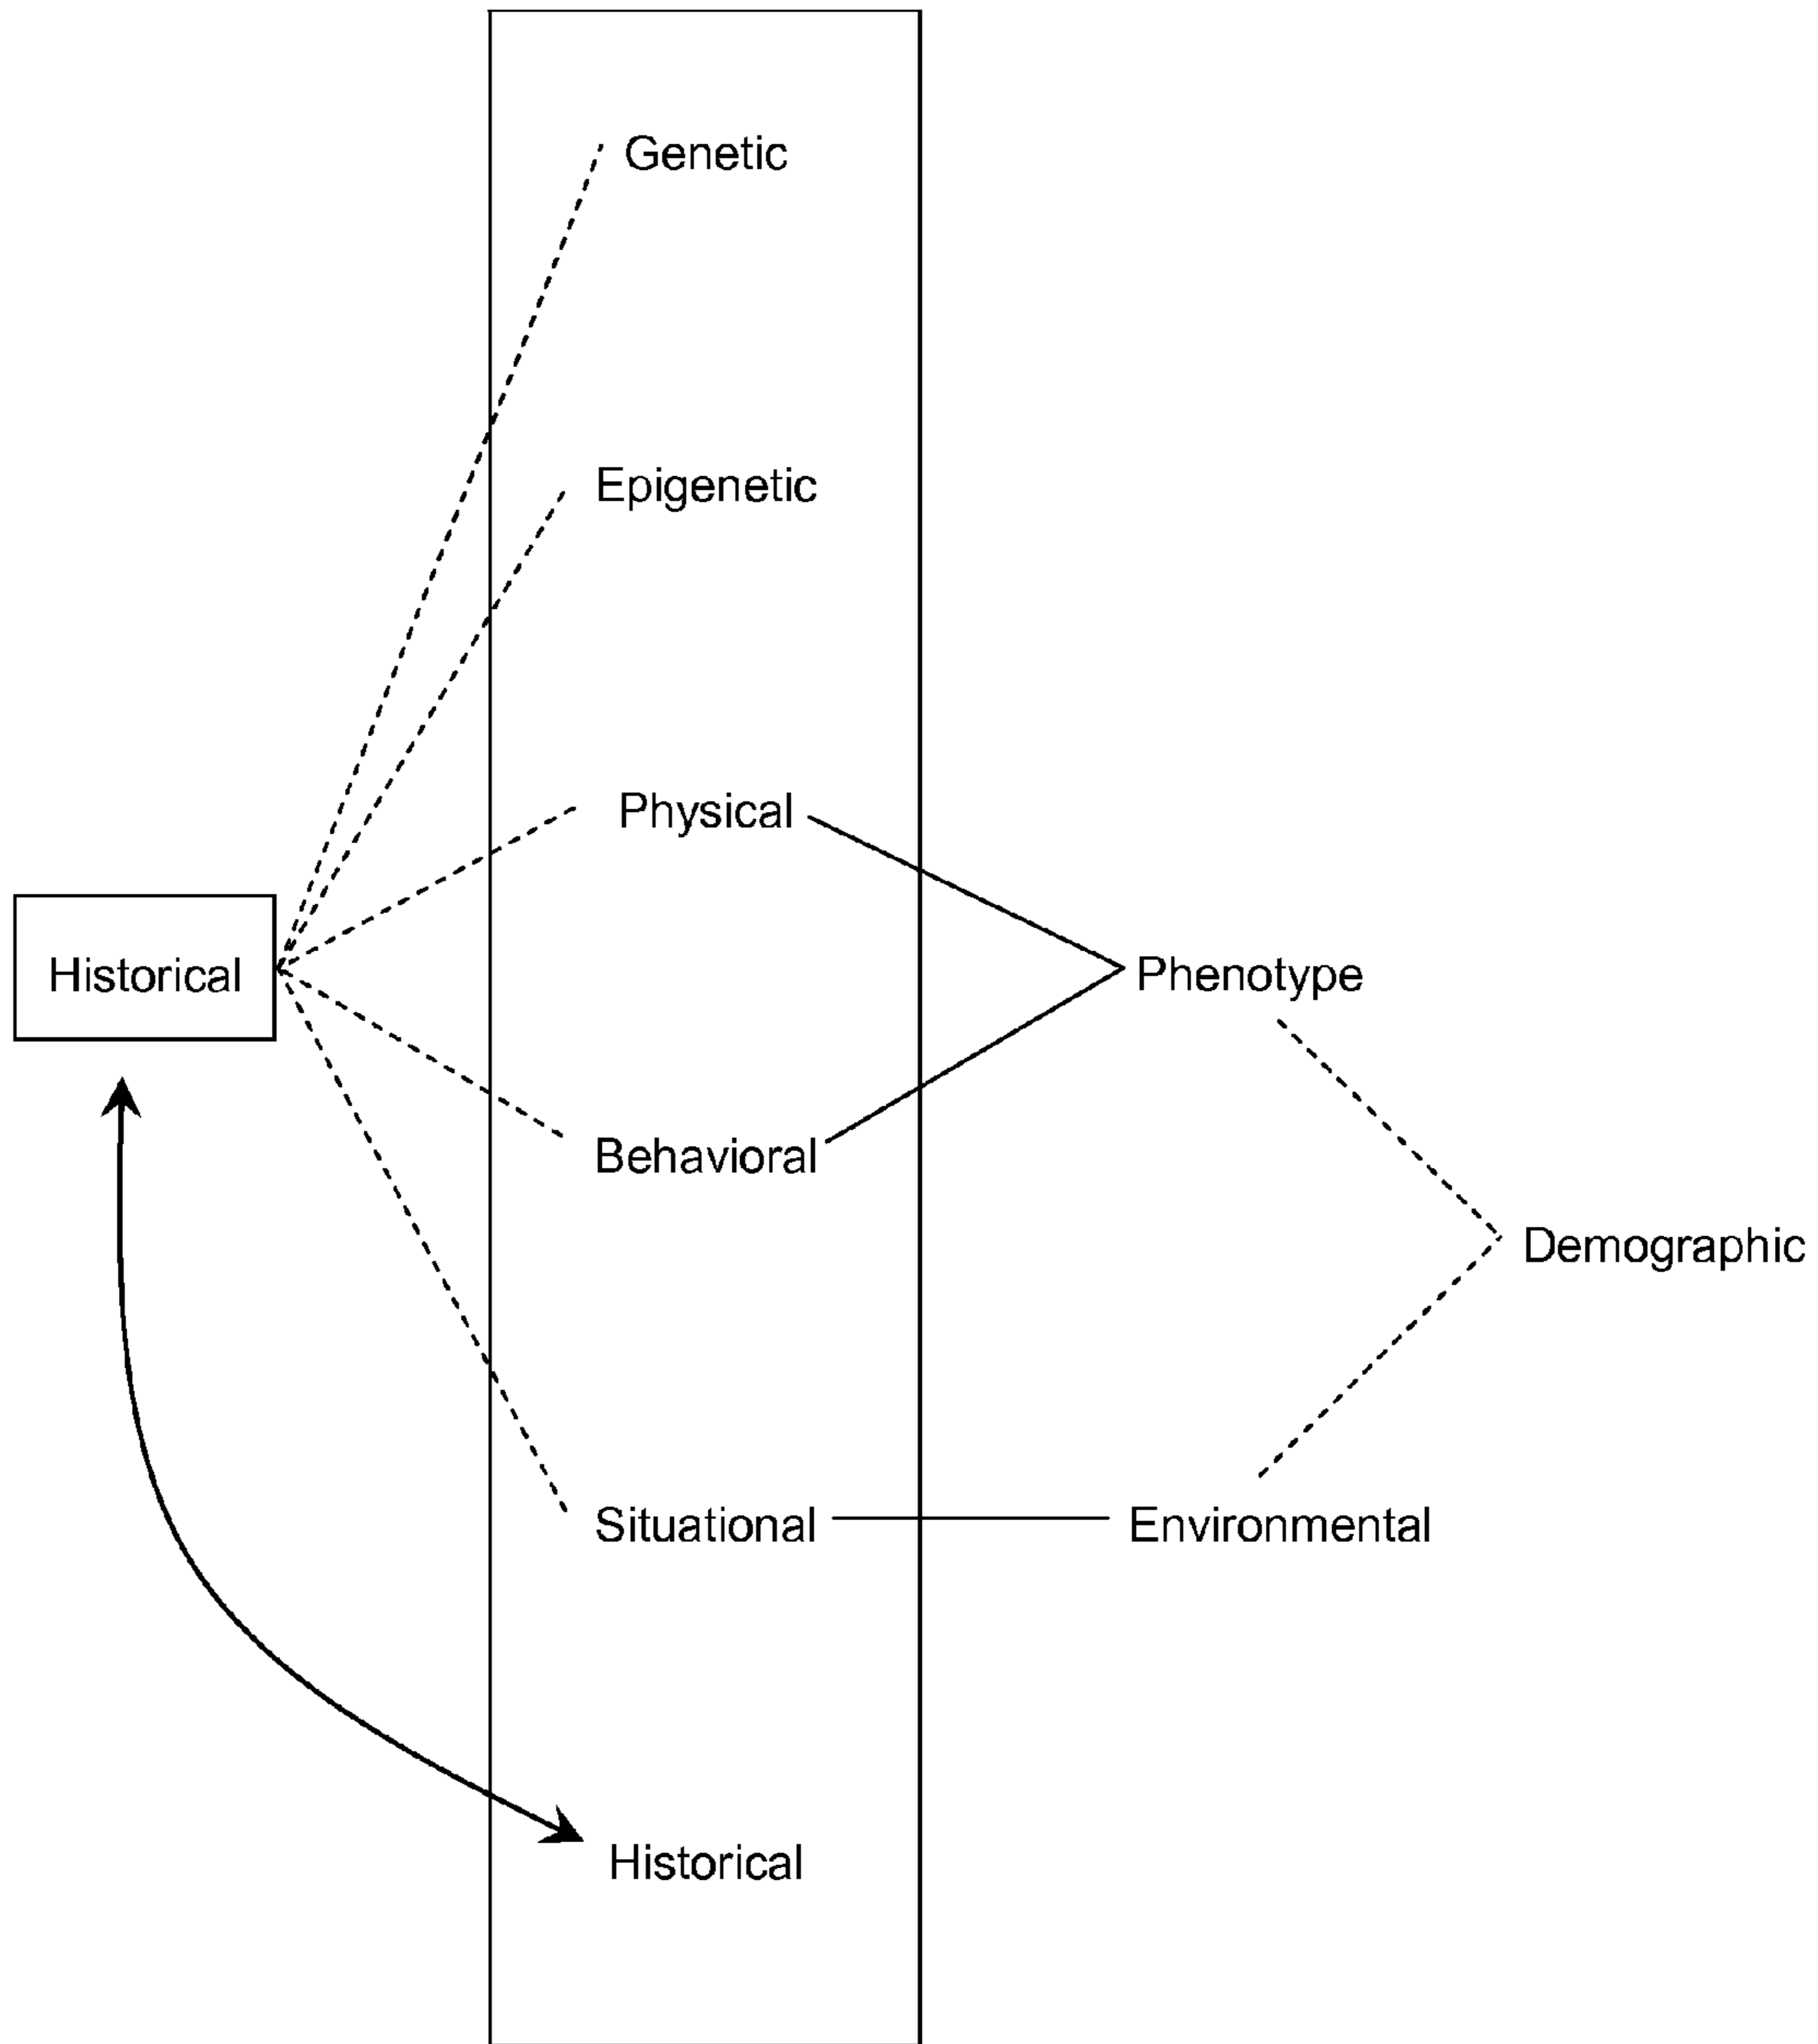 Genetic
Epigenetic
Physical
Historical
Phenotype
Behavioral
Demographic
Situational
Environmental
Historical